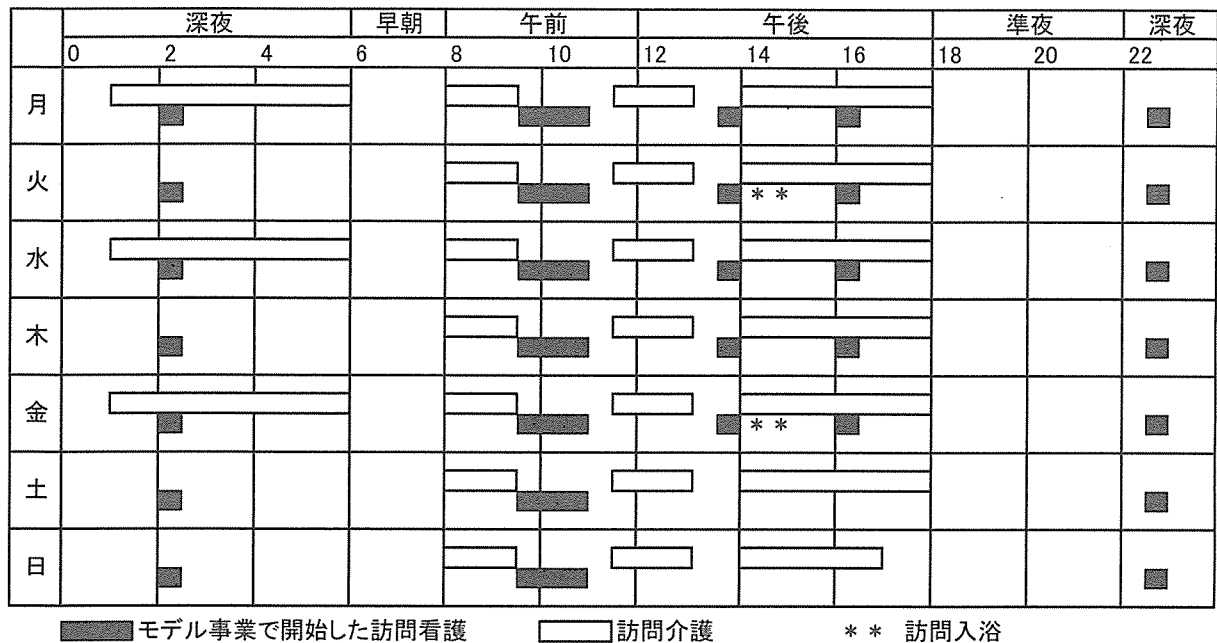 深夜 早朝 午前 午後 準夜 深夜
0 2 4 6 8 10 12 14 16 18 20 22
月
火
* *
水
木
金
* *
土
日
モデル事業で開始した訪問看護 訪問介護 * * 訪問入浴